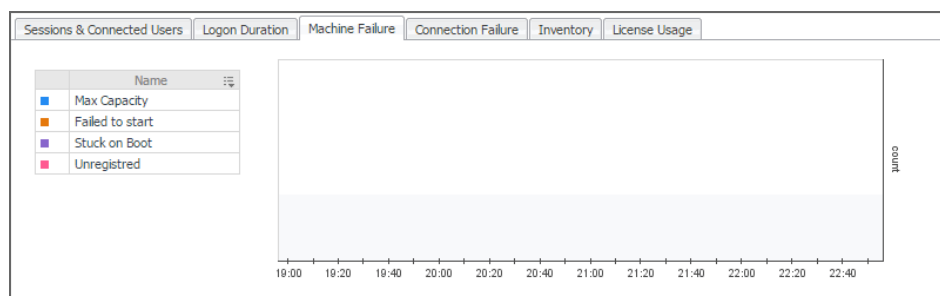 Sessions & Connected Users Logon Duration Machine Failure Connection Failure Inventory License Usage
Name
Max Capacity
Failed to start
Stuck on Boot
Unregistred
count
19:00 19:20 19:40 20:00 20:20 20:40 21:00 21:20 21:40 22:00 22:20 22:40